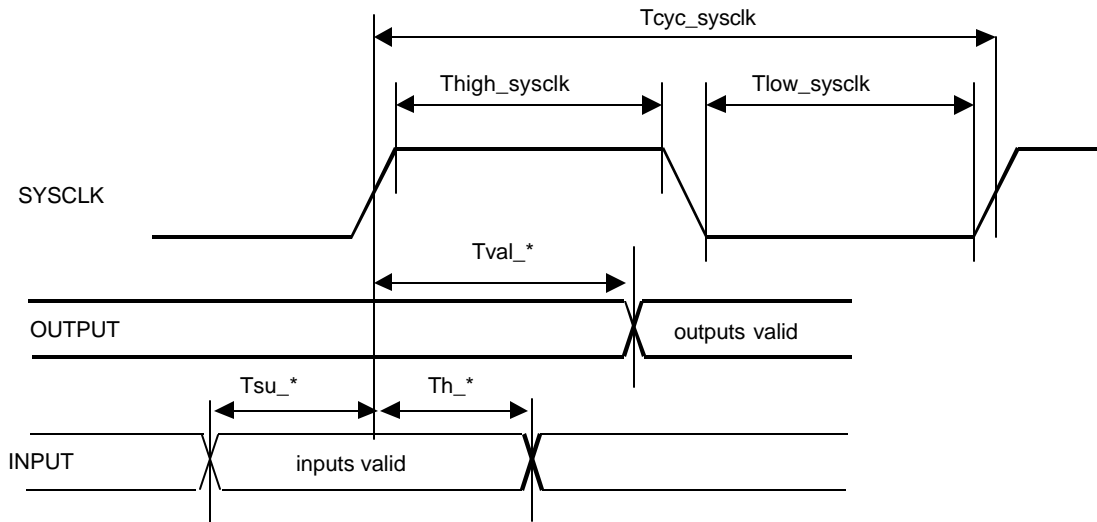 Tcyc_sysclk
Thigh_sysclk
Tlow_sysclk
SYSCLK
Tval_*
OUTPUT
outputs valid
Tsu_*
Th_*
INPUT
inputs valid